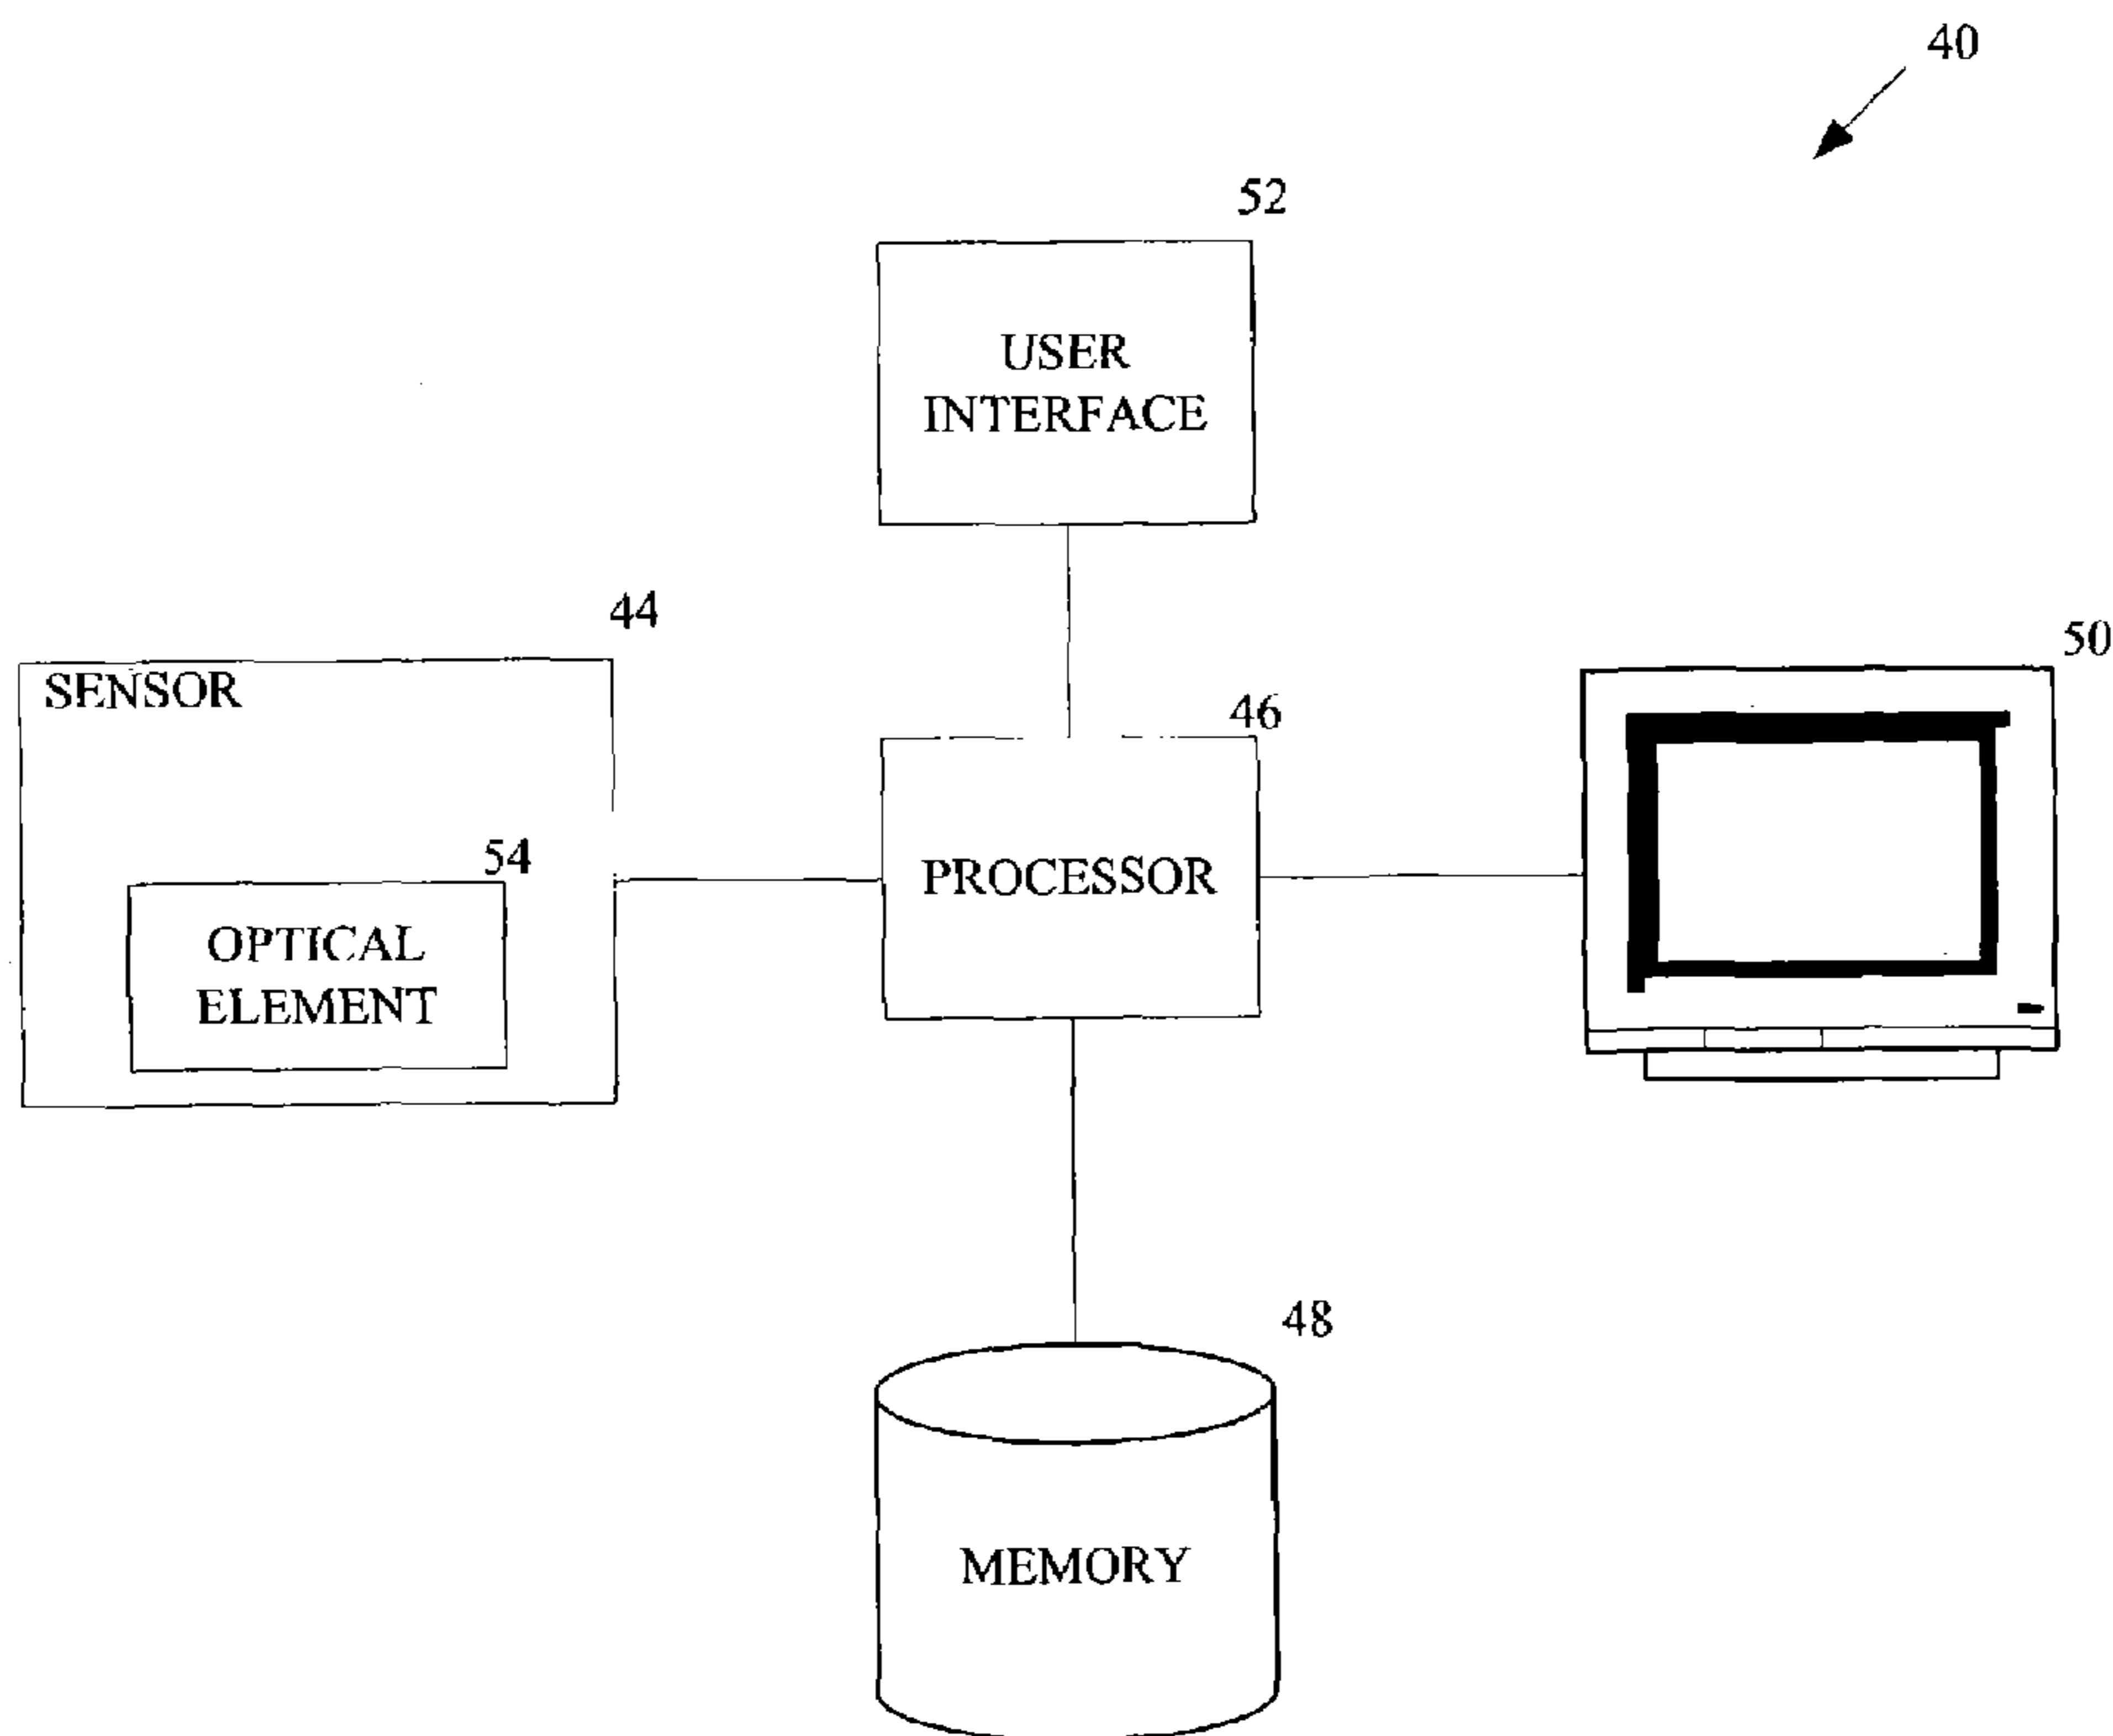 40
52
USER
INTERFACE
44
SENSOR
50
46
PROCESSOR
54
OPTICAL
ELEMENT
48
MEMORY